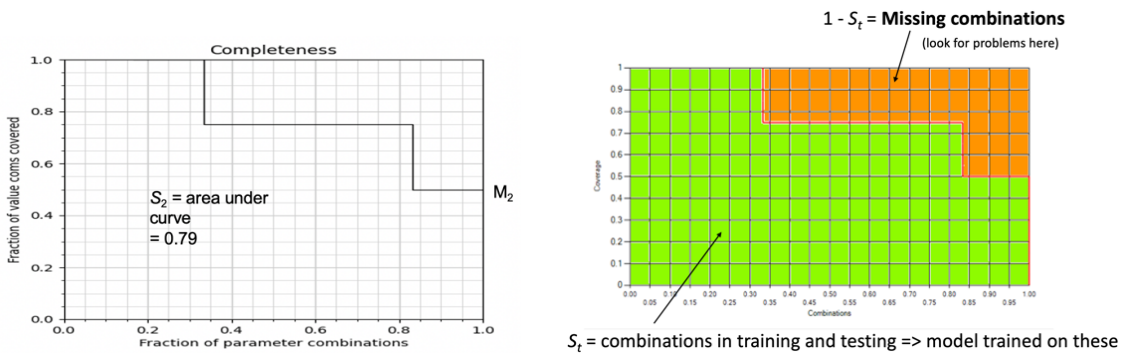 Completeness
Fraction of value coms covered
1.0
0.8
0.6
0.4
0.2
0.0
S2 = area under
curve
= 0.79
M2
0.0 0.2 0.4 0.6 0.8 1.0
Fraction of parameter combinations
1 - St = Missing combinations
(look for problems here)
Coverage
1
0.9
0.8
0.7
0.6
0.5
0.4
0.3
0.2
0.1
0
0.00 0.10 0.20 0.30 0.40 0.50 0.60 0.70 0.80 0.90 1.00
0.05 0.15 0.25 0.35 0.45 0.55 0.65 0.75 0.85 0.95
Combinations
St = combinations in training and testing => model trained on these